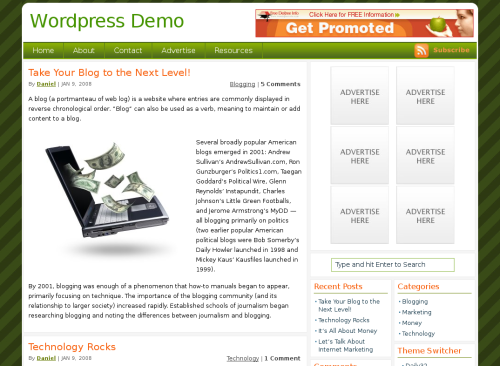 Wordpress Demo
Click Here for FREE Information
Get Promoted
Home About Contact Advertise Resources
Subscribe
Take Your Blog to the Next Level!
By Daniel | JAN 9, 2008
Blogging | 5 Comments
A blog (a portmanteau of web log) is a website where entries are commonly displayed in
reverse chronological order. "Blog" can also be used as a verb, meaning to maintain or add
content to a blog.
Several broadly popular American
blogs emerged in 2001: Andrew
Sullivan's AndrewSullivan.com, Ron
Gunzburger's Politics1.com, Taegan
Goddard's Political Wire, Glenn
Reynolds' Instapundit, Charles
Johnson's Little Green Footballs,
and Jerome Armstrong's MyDD —
all blogging primarily on politics
(two earlier popular American
political blogs were Bob Somerby's
Daily Howler launched in 1998 and
Mickey Kaus' Kausfiles launched in
1999).
By 2001, blogging was enough of a phenomenon that how-to manuals began to appear,
primarily focusing on technique. The importance of the blogging community (and its
relationship to larger society) increased rapidly. Established schools of journalism began
researching blogging and noting the differences between journalism and blogging.
Technology Rocks
By Daniel | JAN 9, 2008
Technology | 1 Comment
ADVERTISE
HERE
ADVERTISE
HERE
ADVERTISE
HERE
ADVERTISE
HERE
ADVERTISE
HERE
ADVERTISE
HERE
Type and hit Enter to Search
Recent Posts
Take Your Blog to the
Next Level!
Technology Rocks
It's All About Money
Let's Talk About
Internet Marketing
Comments
Categories
Blogging
Marketing
Money
Technology
Theme Switcher